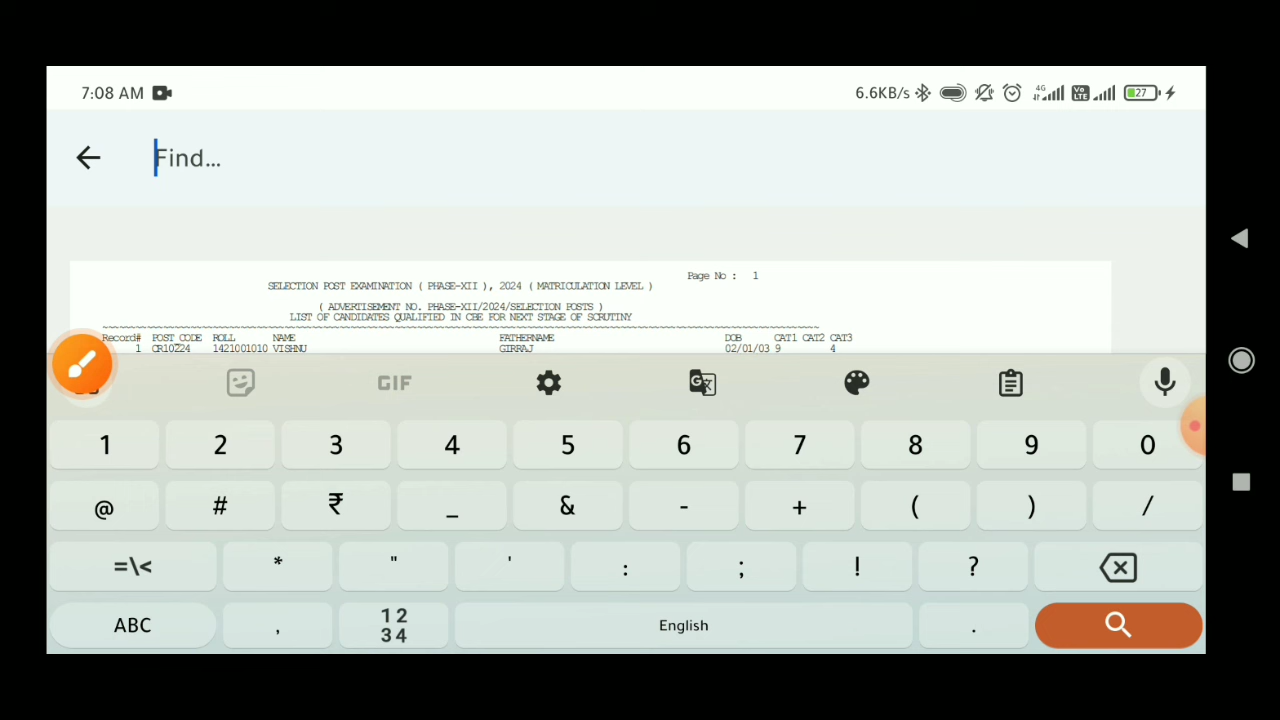 7:08 AM 6.6KB/s 4G Vo LTE 27
Find...
Page No : 1
SELECTION POST EXAMINATION ( PHASE-XII ), 2024 ( MATRICULATION LEVEL )
( ADVERTISEMENT NO. PHASE-XII/2024/SELECTION POSTS )
LIST OF CANDIDATES QUALIFIED IN CBE FOR NEXT STAGE OF SCRUTINY
Record# POST CODE ROLL NAME FATHERNAME DOB CAT1 CAT2 CAT3
1 CR10224 1421001010 VISHNU GIRRAJ 02/01/03 9 4
GIF
1 2 3 4 5 6 7 8 9 0
@ # ₹ _ & - + ( ) /
=\< * " ' : ; ! ?
ABC , 12 English .
34